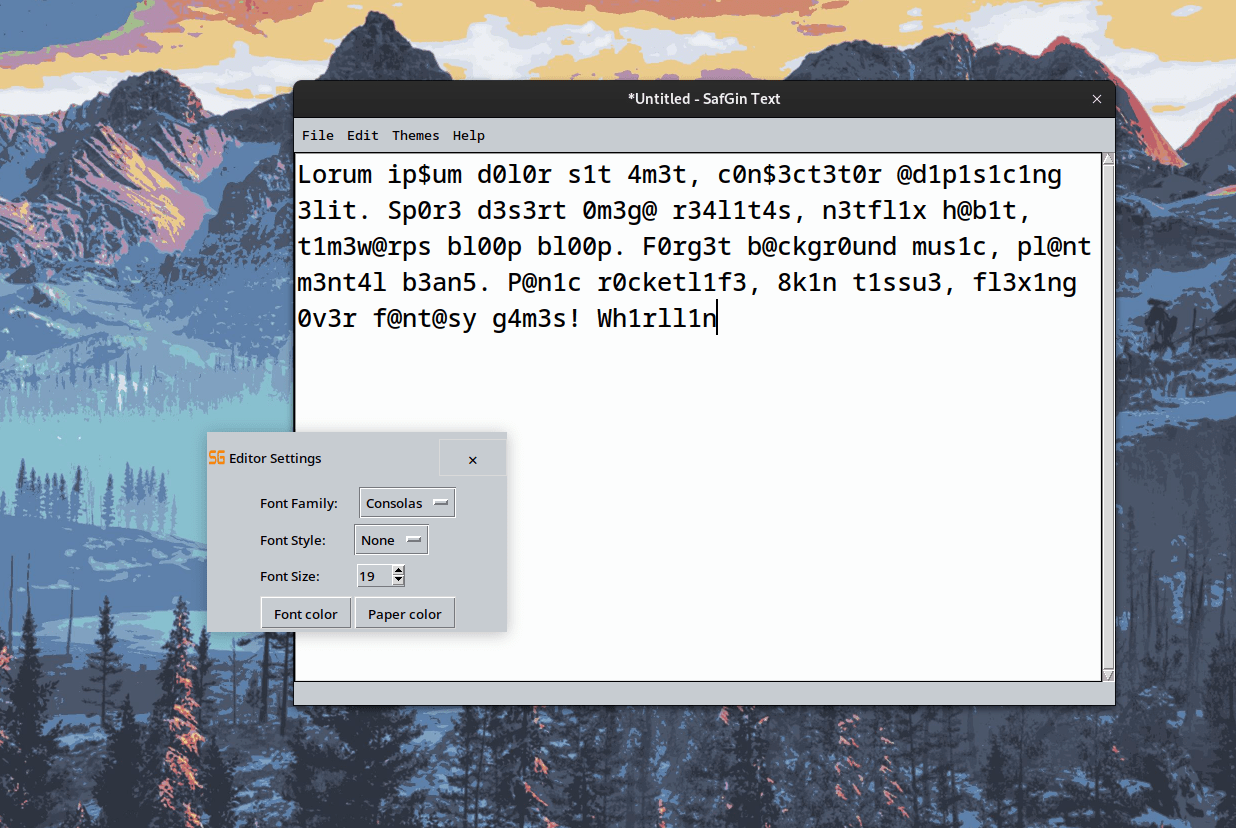 *Untitled - SafGin Text
×
File Edit Themes Help
Lorum ip$um d0l0r s1t 4m3t, c0n$3ct3t0r @d1p1s1c1ng
3lit. Sp0r3 d3s3rt 0m3g@ r34l1t4s, n3tfl1x h@b1t,
t1m3w@rps bl00p bl00p. F0rg3t b@ckgr0und mus1c, pl@nt
m3nt4l b3an5. P@n1c r0cketl1f3, 8k1n t1ssu3, fl3x1ng
0v3r f@nt@sy g4m3s! Wh1rll1n
SG Editor Settings
×
Font Family: Consolas
Font Style: None
Font Size: 19
Font color Paper color